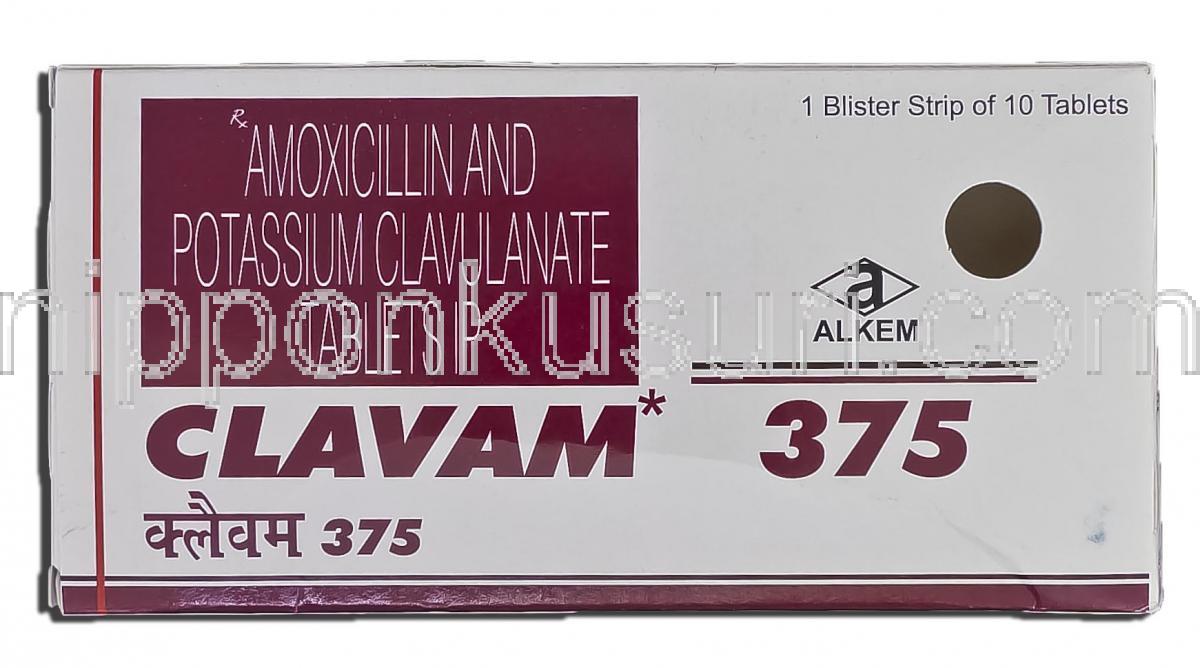 1 Blister Strip of 10 Tablets
Rx
AMOXICILLIN AND
POTASSIUM CLAVULANATE
TABLETS IP
a
ALKEM
nipponkusuri.com
CLAVAM* 375
क्लैवम 375